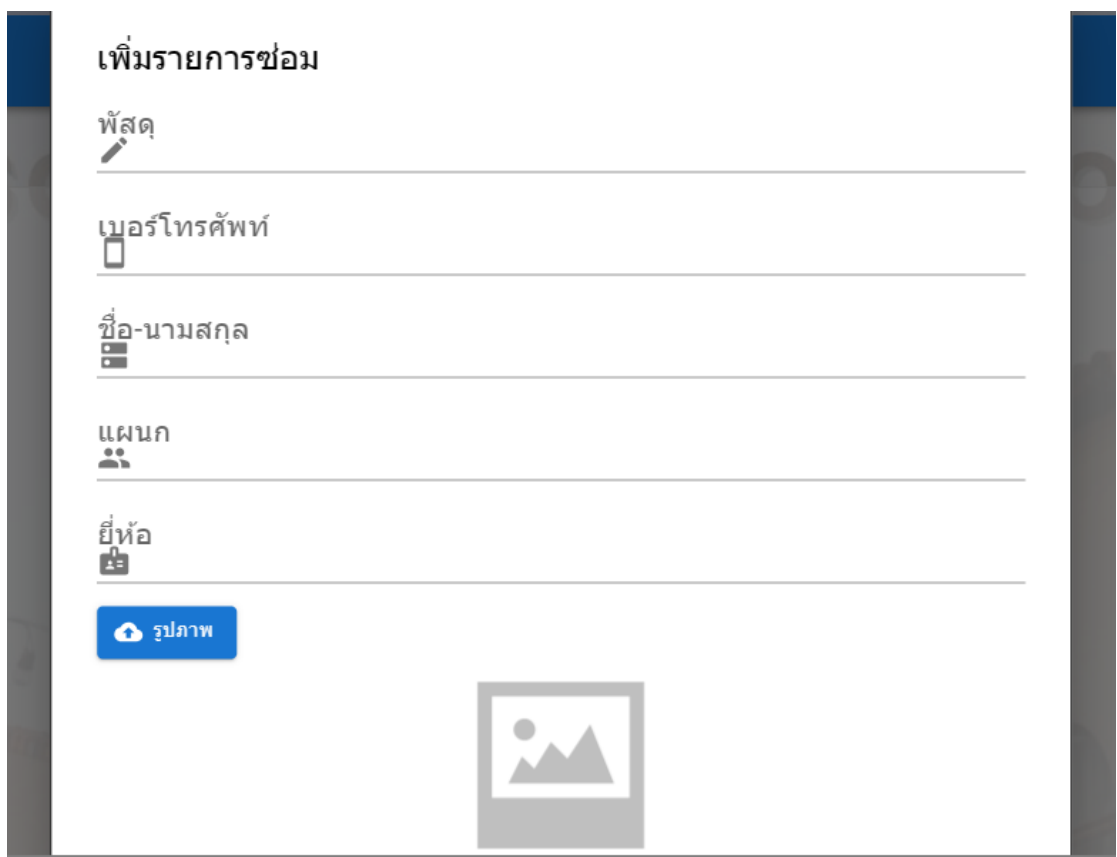 เพิ่มรายการซ่อม
พัสดุ
เบอร์โทรศัพท์
ชื่อ-นามสกุล
แผนก
ยี่ห้อ
รูปภาพ